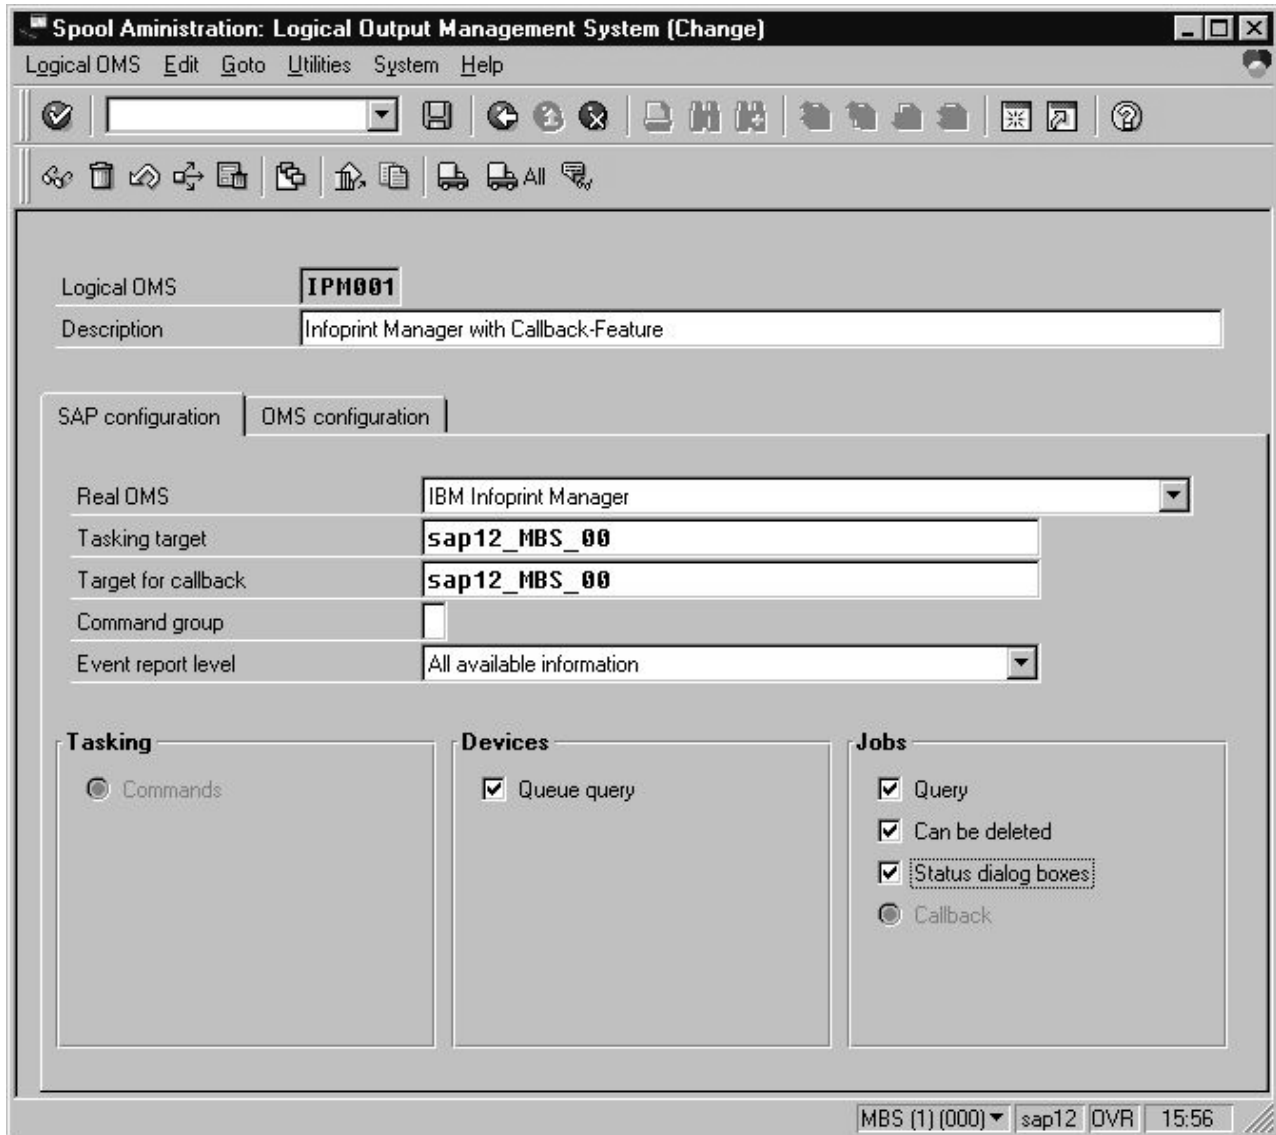 Spool Aministration: Logical Output Management System (Change)
Logical OMS Edit Goto Utilities System Help
All
Logical OMS IPM001
Description Infoprint Manager with Callback-Feature
SAP configuration OMS configuration
Real OMS IBM Infoprint Manager
Tasking target sap12_MBS_00
Target for callback sap12_MBS_00
Command group
Event report level All available information
Tasking Devices Jobs
Commands Queue query Query
Can be deleted
Status dialog boxes
Callback
MBS (1) (000) sap12 OVR 15:56